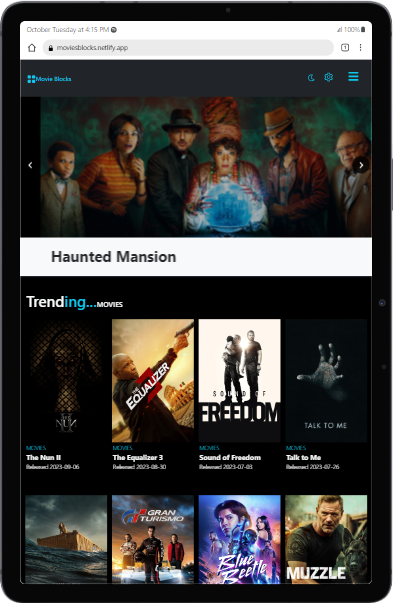 October Tuesday at 4:15 PM
100%
moviesblocks.netlify.app
1
Movie Blocks
Haunted Mansion
Trending...MOVIES
THE NUN II
THE EQUALIZER 3
SOUND OF FREEDOM
TALK TO ME
MOVIES MOVIES MOVIES MOVIES
The Nun II The Equalizer 3 Sound of Freedom Talk to Me
Released 2023-09-06 Released 2023-08-30 Released 2023-07-03 Released 2023-07-26
GRAN TURISMO
Blue Beetle
MUZZLE